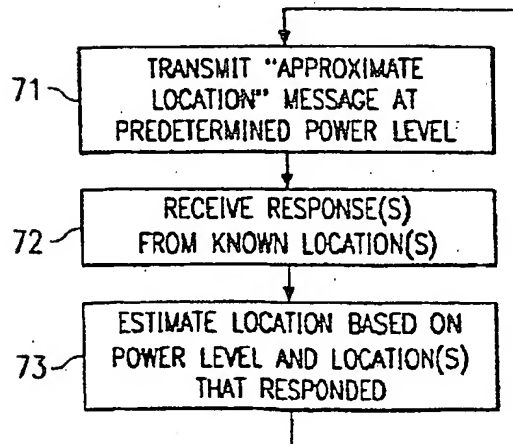 71
TRANSMIT "APPROXIMATE
LOCATION" MESSAGE AT
PREDETERMINED POWER LEVEL
72
RECEIVE RESPONSE(S)
FROM KNOWN LOCATION(S)
73
ESTIMATE LOCATION BASED ON
POWER LEVEL AND LOCATION(S)
THAT RESPONDED